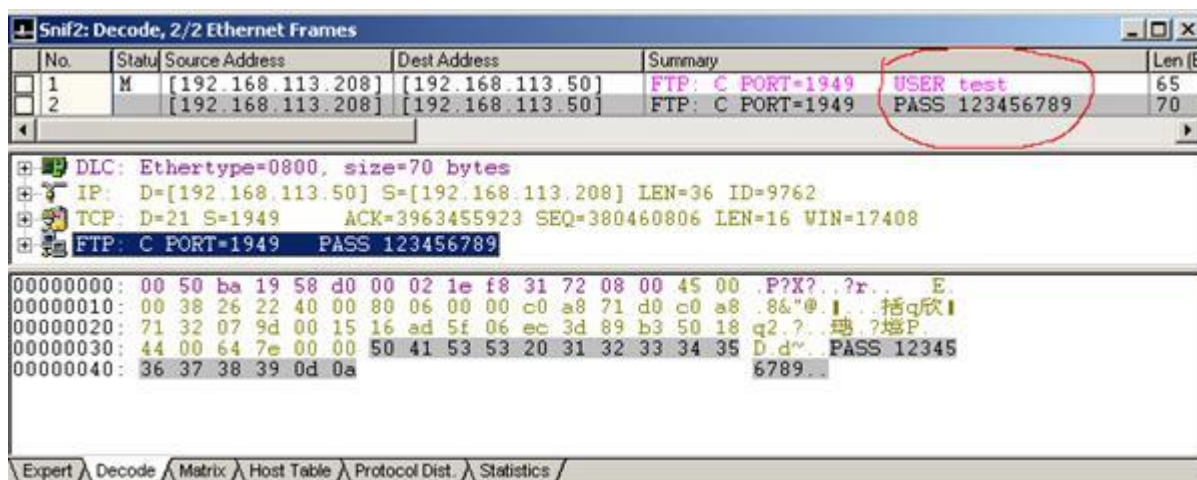 Snif2: Decode, 2/2 Ethernet Frames
No. Statu Source Address Dest Address Summary Len (B
1 M [192.168.113.208] [192.168.113.50] FTP: C PORT=1949 USER test 65
2 [192.168.113.208] [192.168.113.50] FTP: C PORT=1949 PASS 123456789 70
DLC: Ethertype=0800, size=70 bytes
IP: D=[192.168.113.50] S=[192.168.113.208] LEN=36 ID=9762
TCP: D=21 S=1949 ACK=3963455923 SEQ=380460806 LEN=16 WIN=17408
FTP: C PORT=1949 PASS 123456789
00000000: 00 50 ba 19 58 d0 00 02 1e f8 31 72 08 00 45 00 .P?X?..?r.. E.
00000010: 00 38 26 22 40 00 80 06 00 00 c0 a8 71 d0 c0 a8 .8&"@.
00000020: 71 32 07 9d 00 15 16 ad 5f 06 ec 3d 89 b3 50 18 q2.?..
00000030: 44 00 64 7e 00 00 50 41 53 53 20 31 32 33 34 35 D.d~..PASS 12345
00000040: 36 37 38 39 0d 0a 6789..
Expert Decode Matrix Host Table Protocol Dist. Statistics